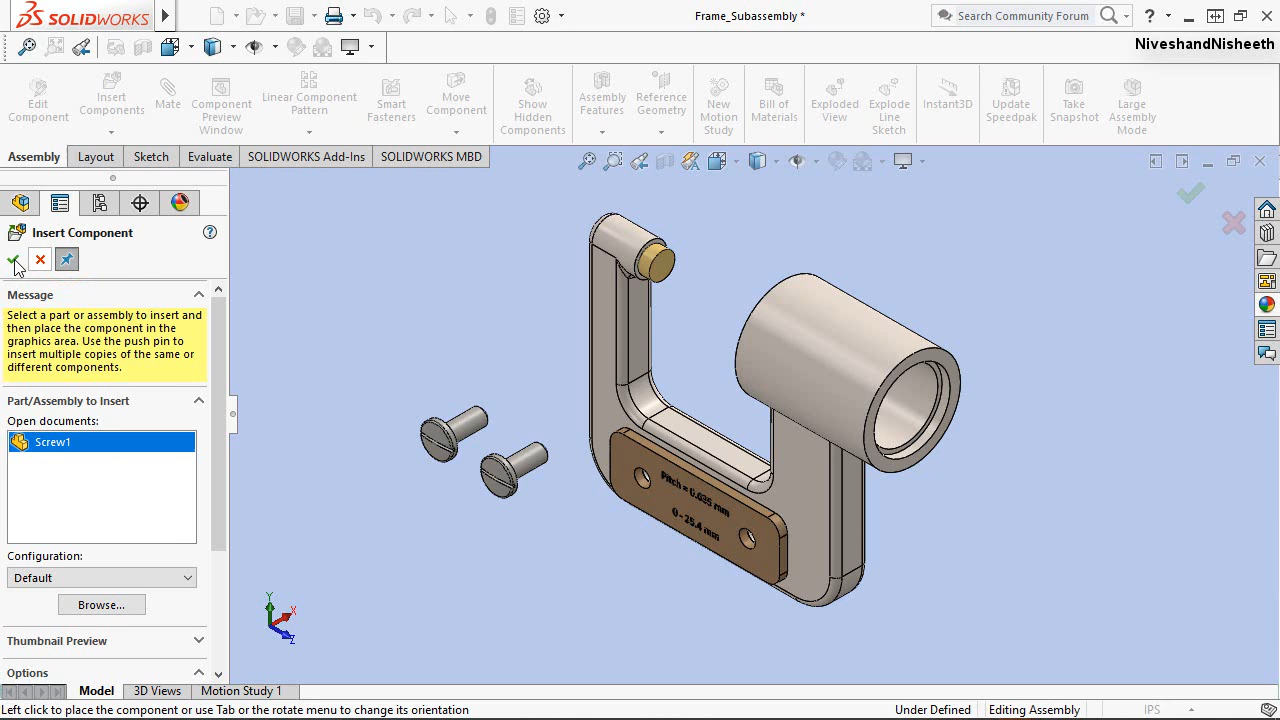 SOLIDWORKS
Frame_Subassembly *
Search Community Forum
?
NiveshandNisheeth
Edit
Component
Insert
Components
Mate
Component
Preview
Window
Linear Component
Pattern
Smart
Fasteners
Move
Component
Show
Hidden
Components
Assembly
Features
Reference
Geometry
New
Motion
Study
Bill of
Materials
Exploded
View
Explode
Line
Sketch
Instant3D
Update
Speedpak
Take
Snapshot
Large
Assembly
Mode
Assembly
Layout
Sketch
Evaluate
SOLIDWORKS Add-Ins
SOLIDWORKS MBD
Insert Component
?
Message
Select a part or assembly to insert and
then place the component in the
graphics area. Use the push pin to
insert multiple copies of the same or
different components.
Part/Assembly to Insert
Open documents:
Screw1
Configuration:
Default
Browse...
Thumbnail Preview
Options
Pitch = 0.635 mm
0 - 25.4 mm
Y
X
Z
Model
3D Views
Motion Study 1
Left click to place the component or use Tab or the rotate menu to change its orientation
Under Defined
Editing Assembly
IPS